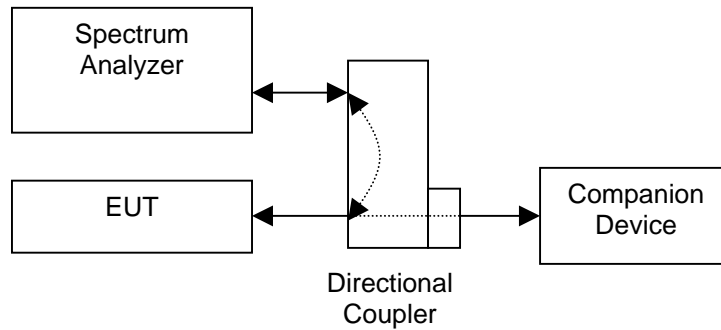 Spectrum
Analyzer
EUT
Companion
Device
Directional
Coupler